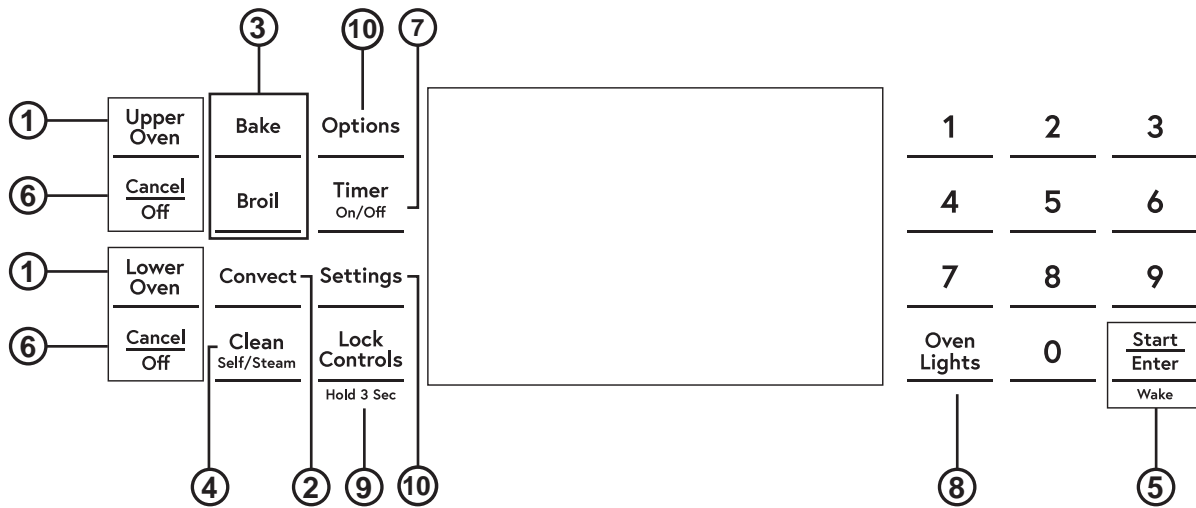 3 10 7
1 Upper Oven Bake Options 1 2 3
6 Cancel Off Broil Timer On/Off 4 5 6
1 Lower Oven Convect Settings 7 8 9
6 Cancel Off Clean Self/Steam Lock Controls Oven Lights 0 Start Enter
Hold 3 Sec Wake
4 2 9 10 8 5